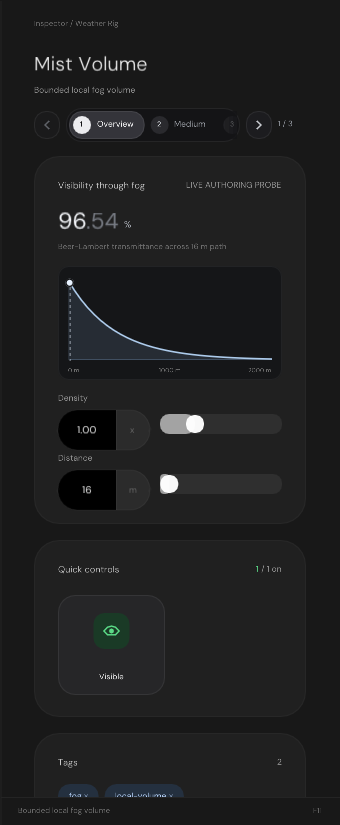 Inspector / Weather Rig
Mist Volume
Bounded local fog volume
1 Overview 2 Medium 3 1 / 3
Visibility through fog LIVE AUTHORING PROBE
96.54 %
Beer-Lambert transmittance across 16 m path
0 m 1000 m 2000 m
Density
1.00 x
Distance
16 m
Quick controls 1 / 1 on
Visible
Tags 2
fog × local-volume ×
Bounded local fog volume